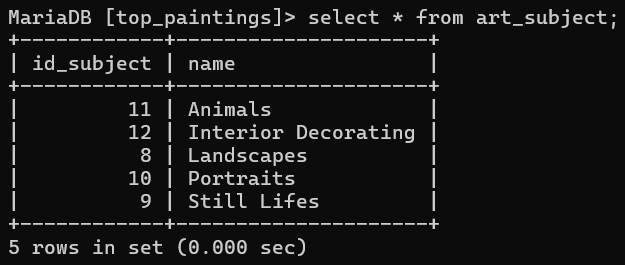 MariaDB [top_paintings]> select * from art_subject;
+------------+---------------------+
| id_subject | name                |
+------------+---------------------+
|         11 | Animals             |
|         12 | Interior Decorating |
|          8 | Landscapes          |
|         10 | Portraits           |
|          9 | Still Lifes         |
+------------+---------------------+
5 rows in set (0.000 sec)